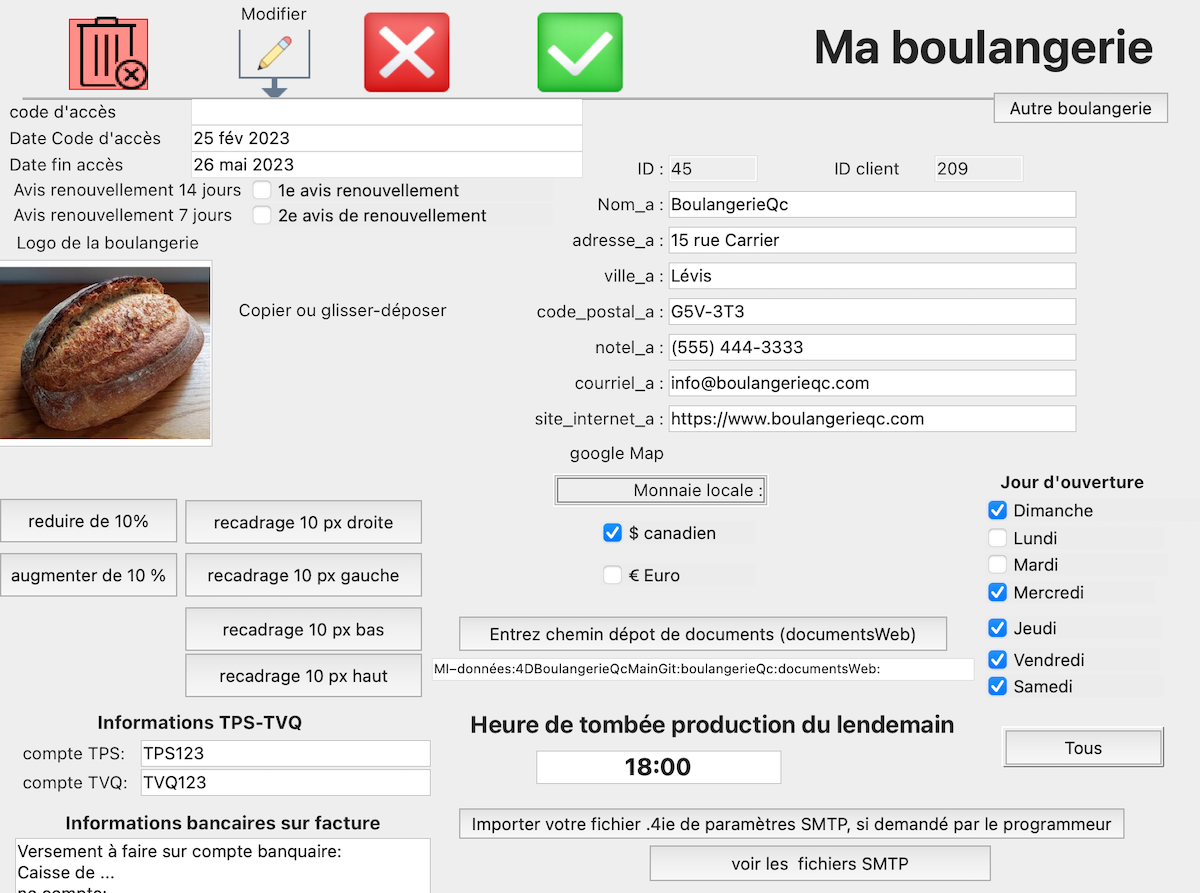 Modifier
Ma boulangerie
Autre boulangerie
code d'accès
Date Code d'accès 25 fév 2023
Date fin accès 26 mai 2023
Avis renouvellement 14 jours 1e avis renouvellement
Avis renouvellement 7 jours 2e avis de renouvellement
Logo de la boulangerie
Copier ou glisser-déposer
ID : 45 ID client 209
Nom_a : BoulangerieQc
adresse_a : 15 rue Carrier
ville_a : Lévis
code_postal_a : G5V-3T3
notel_a : (555) 444-3333
courriel_a : info@boulangerieqc.com
site_internet_a : https://www.boulangerieqc.com
google Map
Monnaie locale :
$ canadien
€ Euro
Jour d'ouverture
Dimanche
Lundi
Mardi
Mercredi
Jeudi
Vendredi
Samedi
Tous
reduire de 10% recadrage 10 px droite
augmenter de 10 % recadrage 10 px gauche
recadrage 10 px bas
recadrage 10 px haut
Entrez chemin dépot de documents (documentsWeb)
MI-données:4DBoulangerieQcMainGit:boulangerieQc:documentsWeb:
Informations TPS-TVQ
compte TPS: TPS123
compte TVQ: TVQ123
Heure de tombée production du lendemain
18:00
Informations bancaires sur facture
Versement à faire sur compte banquaire:
Caisse de ...
no compte:
Importer votre fichier .4ie de paramètres SMTP, si demandé par le programmeur
voir les  fichiers SMTP